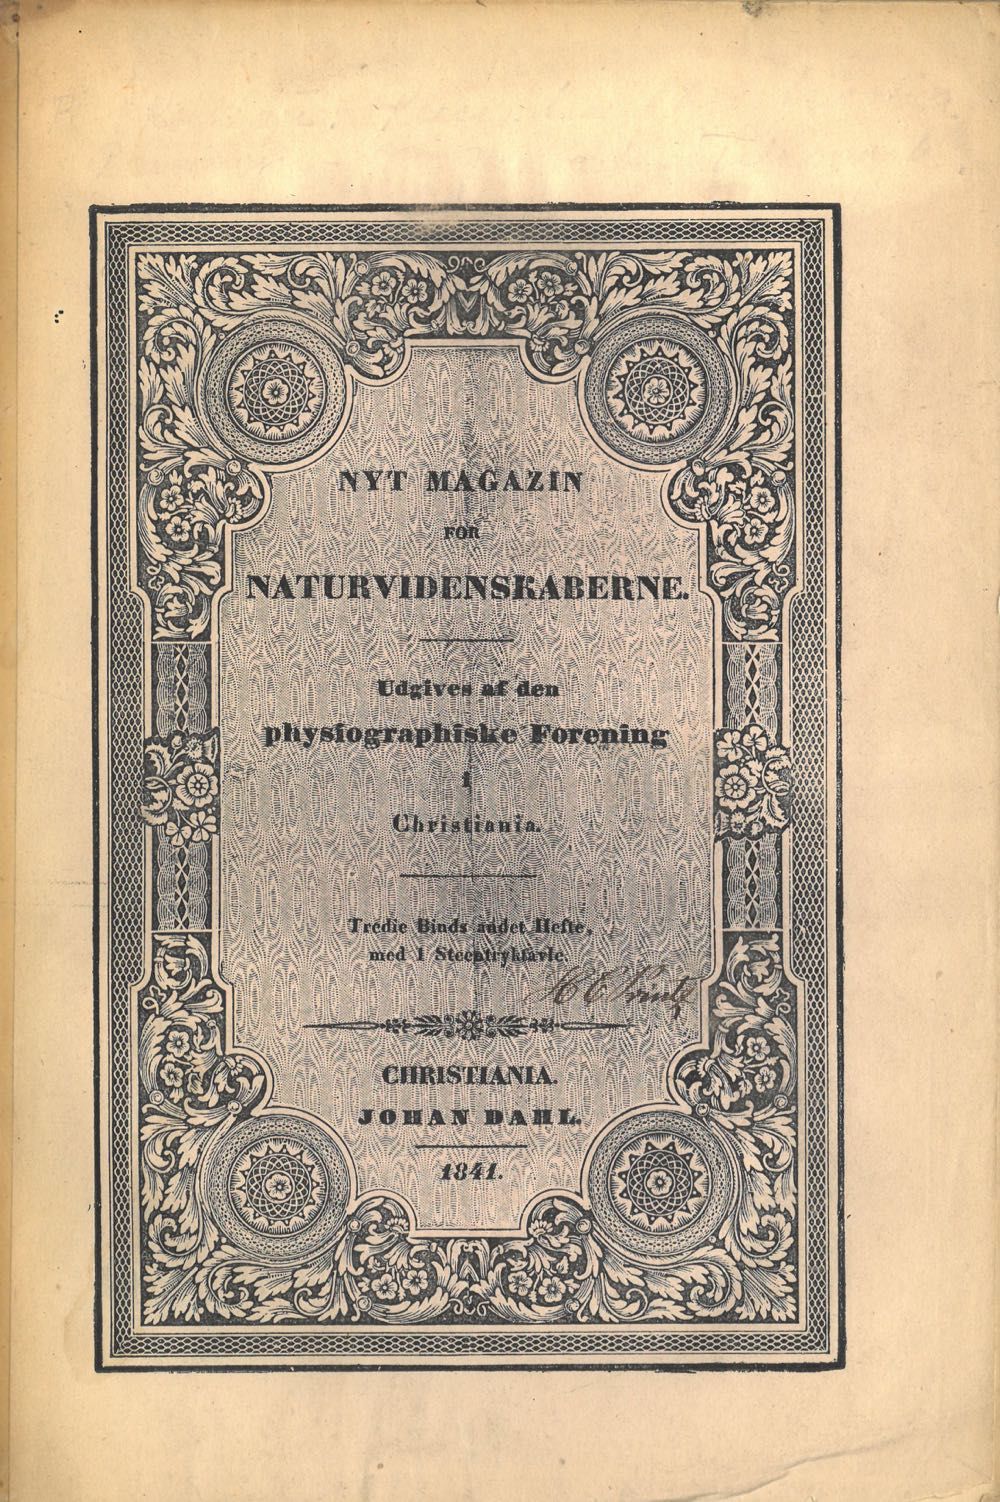 NYT MAGAZIN
FOR
NATURVIDENSKABERNE.
Udgives af den
physiographiske Forening
i
Christiania.
Tredie Binds andet Hefte,
med 1 Steentryktavle.
CHRISTIANIA.
JOHAN DAHL.
1841.